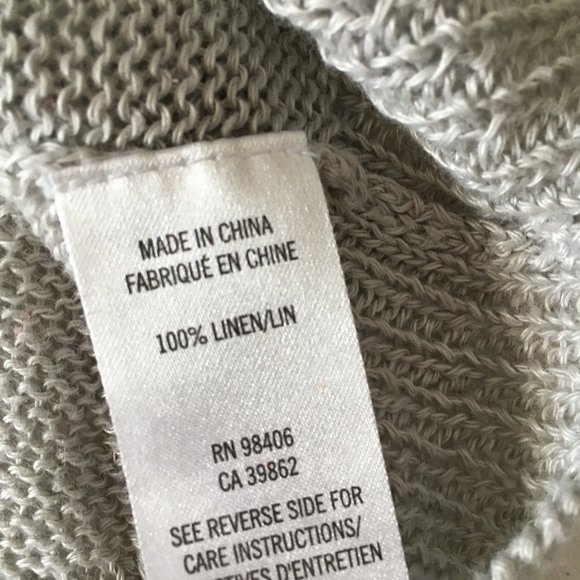 MADE IN CHINA
FABRIQUÉ EN CHINE
100% LINEN/LIN
RN 98406
CA 39862
SEE REVERSE SIDE FOR
CARE INSTRUCTIONS/
D'ENTRETIEN